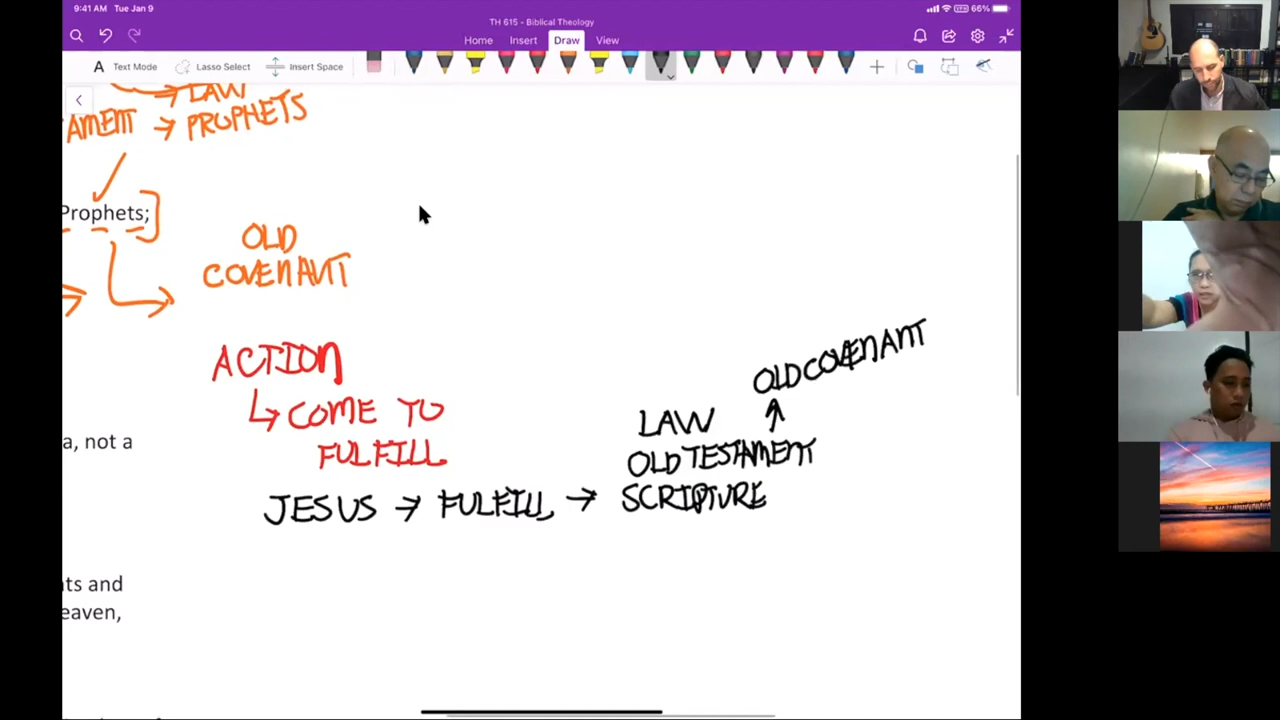 9:41 AM Tue Jan 9
66%
TH 615 - Biblical Theology
Home Insert Draw View
Text Mode Lasso Select Insert Space
LAW
AMENT → PROPHETS
Prophets;
OLD
COVENANT
ACTION
↳ COME TO
FULFILL
OLD COVENANT
LAW
OLD TESTAMENT
JESUS → FULFILL → SCRIPTURE
a, not a
nts and
eaven,